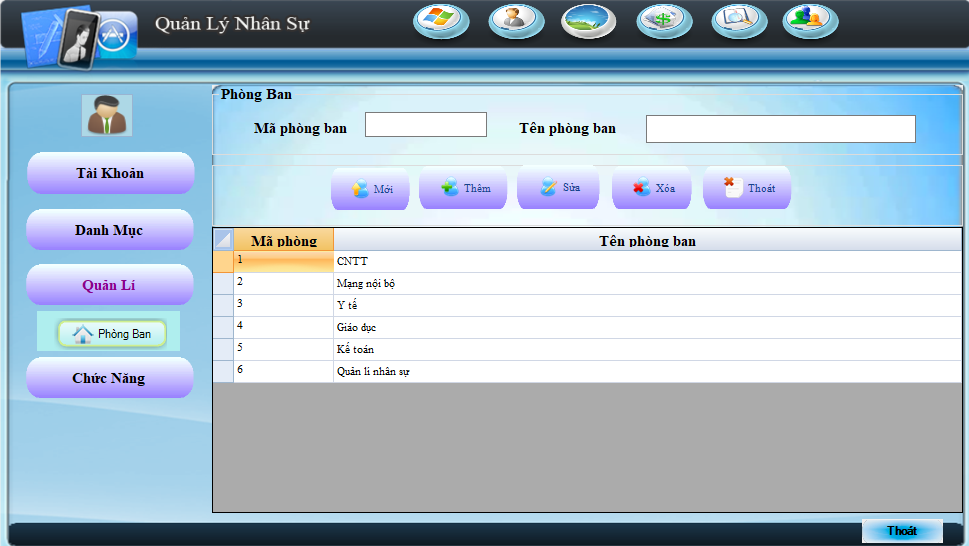 Quản Lý Nhân Sự
Phòng Ban
Mã phòng ban Tên phòng ban
Tài Khoản
Danh Mục
Quản Lí
Phòng Ban
Chức Năng
Mới Thêm Sửa Xóa Thoát
Mã phòng Tên phòng ban
1 CNTT
2 Mạng nội bộ
3 Y tế
4 Giáo dục
5 Kế toán
6 Quản lí nhân sự
Thoát